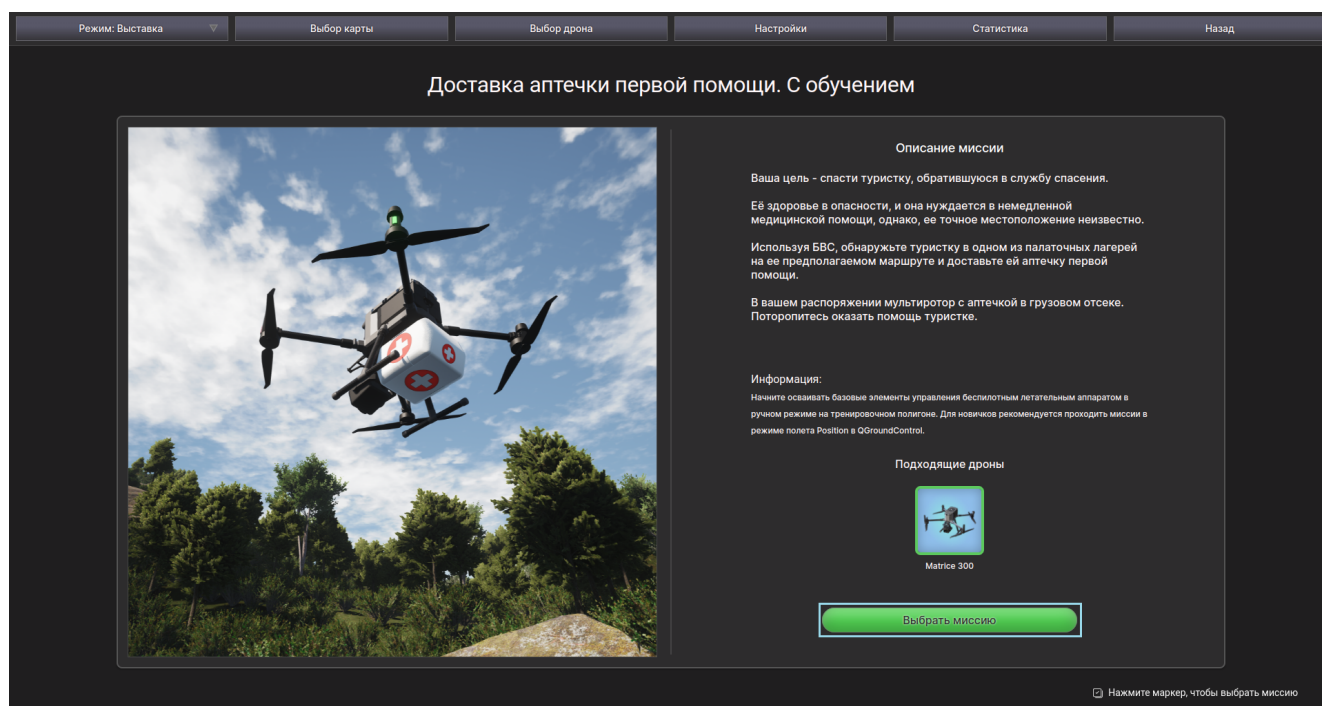 Режим: Выставка
Выбор карты
Выбор дрона
Настройки
Статистика
Назад
Доставка аптечки первой помощи. С обучением
Описание миссии
Ваша цель - спасти туристку, обратившуюся в службу спасения.
Её здоровье в опасности, и она нуждается в немедленной
медицинской помощи, однако, ее точное местоположение неизвестно.
Используя БВС, обнаружьте туристку в одном из палаточных лагерей
на ее предполагаемом маршруте и доставьте ей аптечку первой
помощи.
В вашем распоряжении мультиротор с аптечкой в грузовом отсеке.
Поторопитесь оказать помощь туристке.
Информация:
Начните осваивать базовые элементы управления беспилотным летательным аппаратом в
ручном режиме на тренировочном полигоне. Для новичков рекомендуется проходить миссии в
режиме полета Position в QGroundControl.
Подходящие дроны
Matrice 300
Выбрать миссию
Нажмите маркер, чтобы выбрать миссию